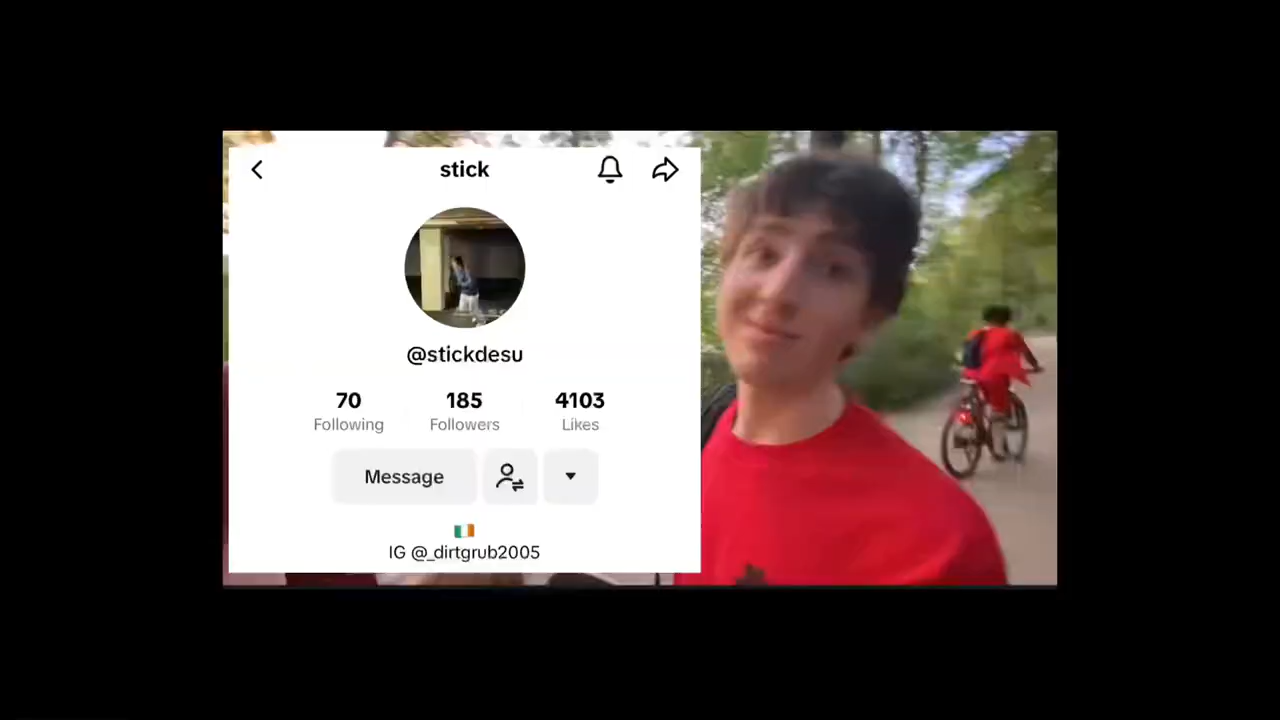 stick
@stickdesu
70 185 4103
Following Followers Likes
Message
IG @_dirtgrub2005